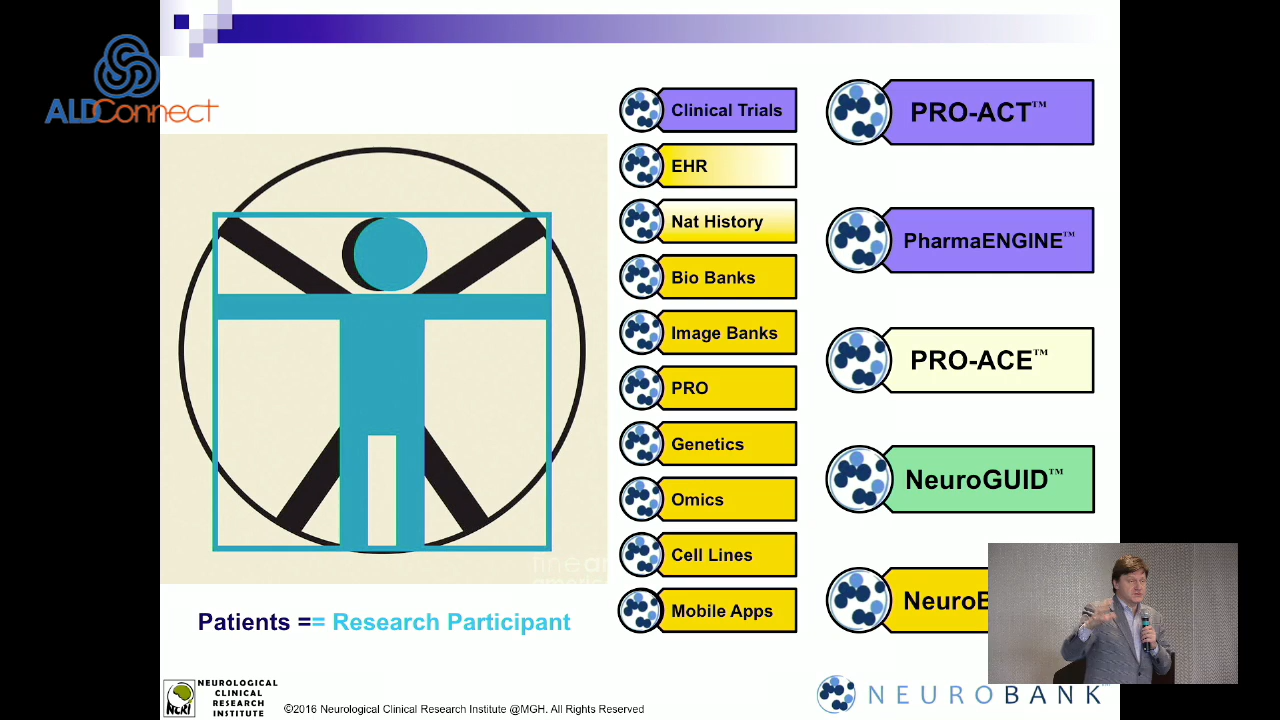 ALDConnect
Clinical Trials
EHR
Nat History
Bio Banks
Image Banks
PRO
Genetics
Omics
Cell Lines
Mobile Apps
PRO-ACT™
PharmaENGINE™
PRO-ACE™
NeuroGUID™
Patients == Research Participant
NEUROLOGICAL
CLINICAL
RESEARCH
INSTITUTE
NCRI
©2016 Neurological Clinical Research Institute @MGH. All Rights Reserved
NEUROBANK